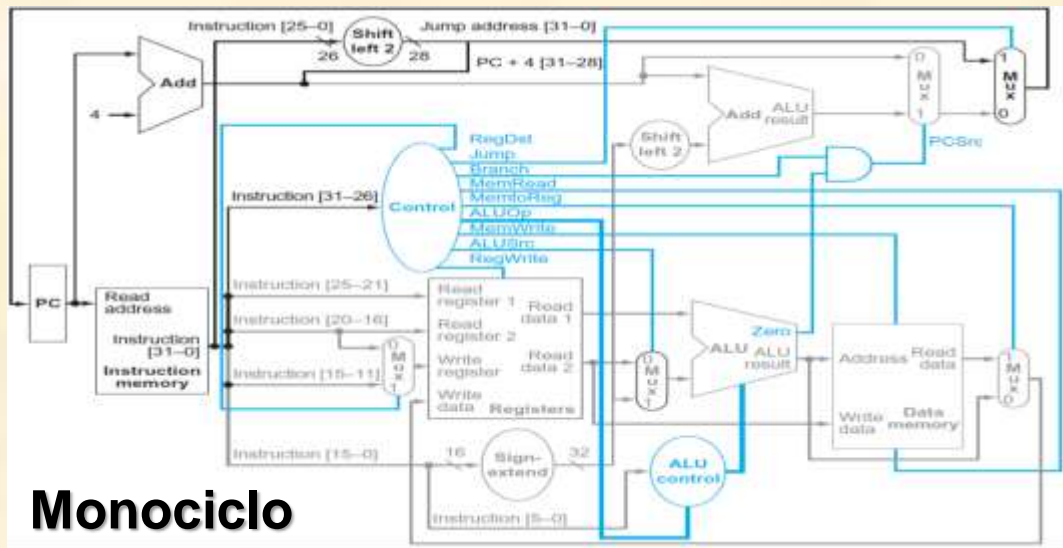 Instruction [25–0]
Shift
left 2
Jump address [31–0]
26
28
PC + 4 [31–28]
Add
4
0
M
u
x
1
1
M
u
x
0
Add
ALU
result
Shift
left 2
PCSrc
RegDst
Jump
Branch
MemRead
MemtoReg
ALUOp
MemWrite
ALUSrc
RegWrite
Instruction [31–26]
Control
PC
Read
address
Instruction
[31–0]
Instruction
memory
Instruction [25–21]
Instruction [20–16]
Instruction [15–11]
0
M
u
x
1
Read
register 1
Read
register 2
Write
register
Write
data
Read
data 1
Read
data 2
Registers
0
M
u
x
1
Zero
ALU
ALU
result
Address
Read
data
Write
data
Data
memory
1
M
u
x
0
Instruction [15–0]
16
Sign-
extend
32
ALU
control
Instruction [5–0]
Monociclo